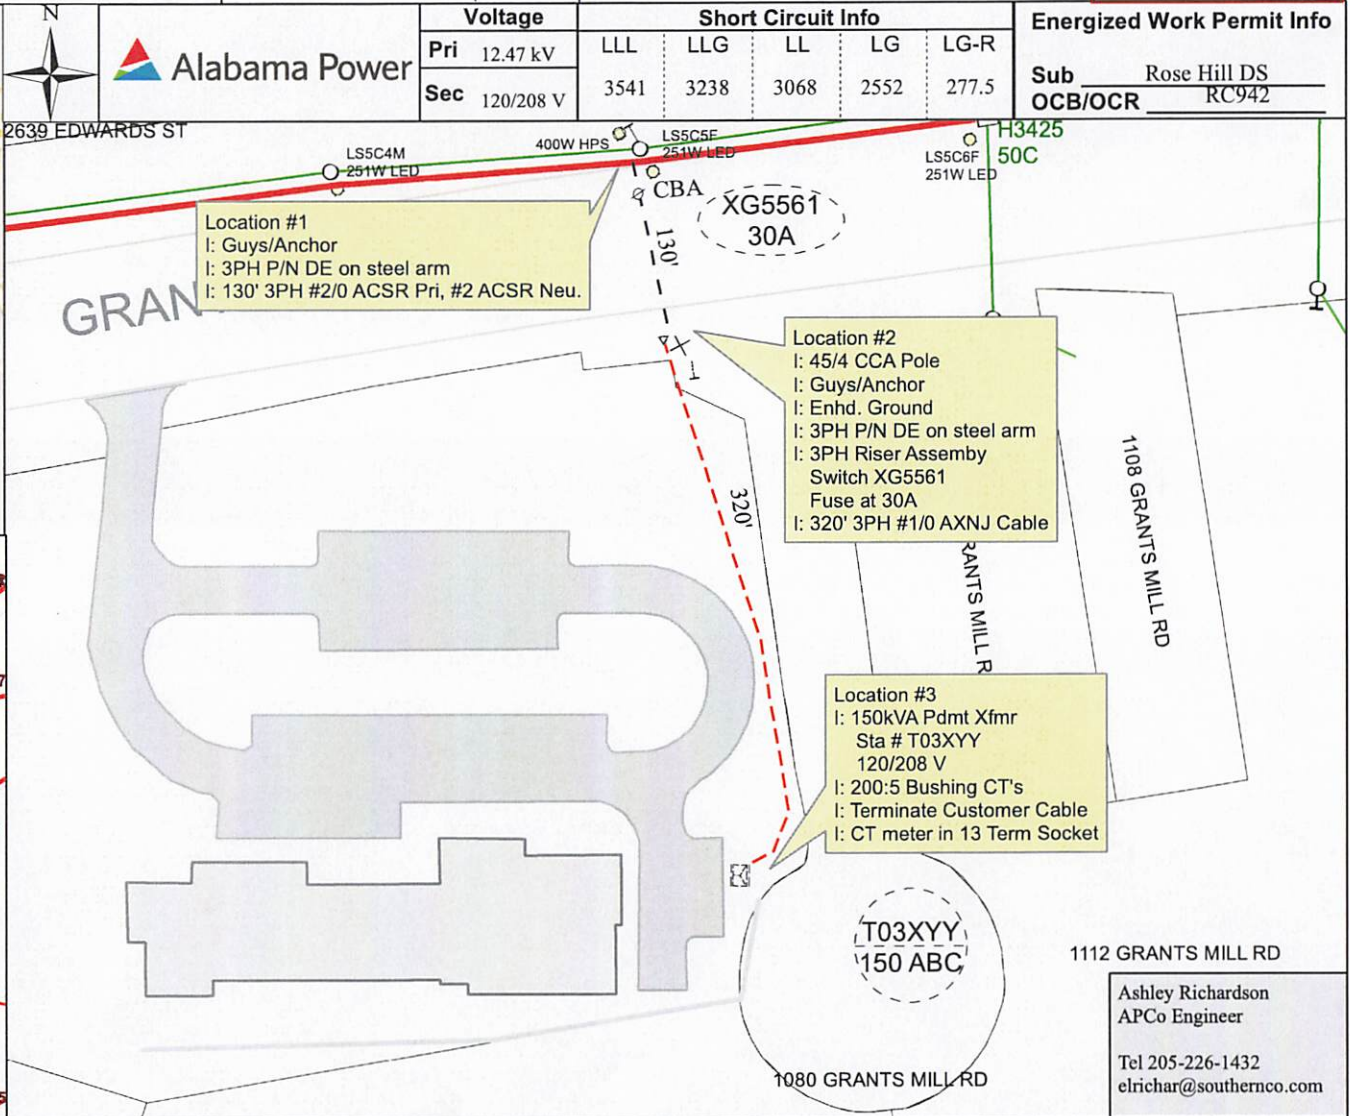 N
Alabama Power
Voltage
Pri 12.47 kV
Sec 120/208 V
Short Circuit Info
LLL LLG LL LG LG-R
3541 3238 3068 2552 277.5
Energized Work Permit Info
Sub Rose Hill DS
OCB/OCR RC942
2639 EDWARDS ST
LS5C4M
251W LED
400W HPS
LS5C5F
251W LED
LS5C6F
251W LED
H3425
50C
CBA
XG5561
30A
130'
Location #1
I: Guys/Anchor
I: 3PH P/N DE on steel arm
I: 130' 3PH #2/0 ACSR Pri, #2 ACSR Neu.
GRAN
Location #2
I: 45/4 CCA Pole
I: Guys/Anchor
I: Enhd. Ground
I: 3PH P/N DE on steel arm
I: 3PH Riser Assemby
Switch XG5561
Fuse at 30A
I: 320' 3PH #1/0 AXNJ Cable
320'
1108 GRANTS MILL RD
RANTS MILL R
Location #3
I: 150kVA Pdmt Xfmr
Sta # T03XYY
120/208 V
I: 200:5 Bushing CT's
I: Terminate Customer Cable
I: CT meter in 13 Term Socket
T03XYY
150 ABC
1112 GRANTS MILL RD
1080 GRANTS MILL RD
Ashley Richardson
APCo Engineer
Tel 205-226-1432
elrichar@southernco.com